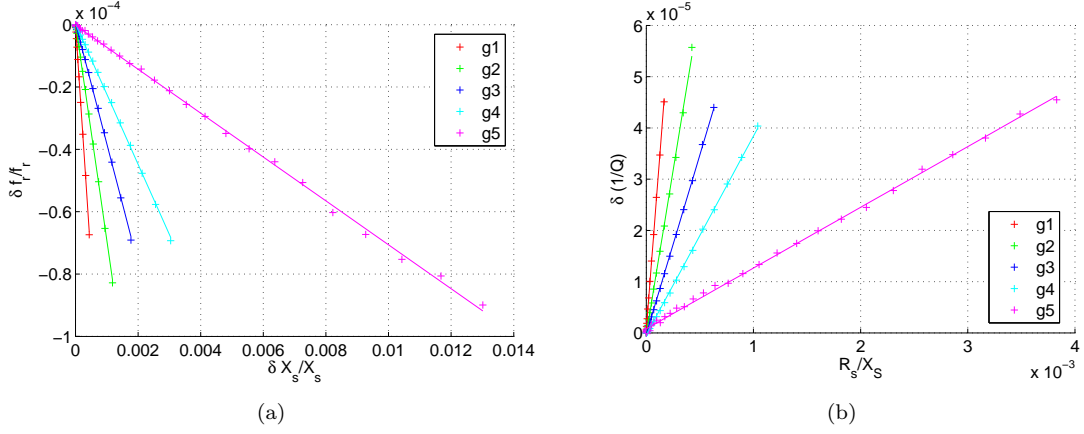 x 10⁻⁴
0
−0.2
−0.4
−0.6
−0.8
−1
δ f_r/f_r
0 0.002 0.004 0.006 0.008 0.01 0.012 0.014
δ X_s/X_s
g1
g2
g3
g4
g5
(a)
x 10⁻⁵
6
5
4
3
2
1
0
δ (1/Q)
0 1 2 3 4
x 10⁻³
R_s/X_S
g1
g2
g3
g4
g5
(b)